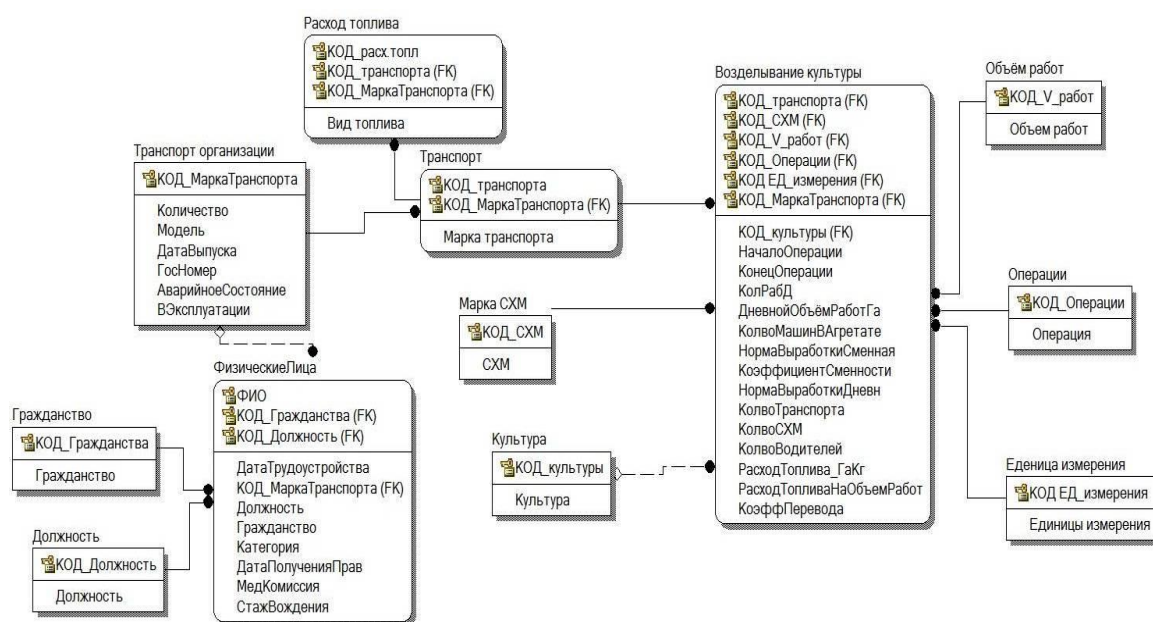 Расход топлива
КОД_расх.топл
КОД_транспорта (FK)
КОД_МаркаТранспорта (FK)
Вид топлива
Транспорт организации
КОД_МаркаТранспорта
Количество
Модель
ДатаВыпуска
ГосНомер
АварийноеСостояние
ВЭксплуатации
Транспорт
КОД_транспорта
КОД_МаркаТранспорта (FK)
Марка транспорта
Возделывание культуры
КОД_транспорта (FK)
КОД_СХМ (FK)
КОД_V_работ (FK)
КОД_Операции (FK)
КОД ЕД_измерения (FK)
КОД_МаркаТранспорта (FK)
КОД_культуры (FK)
НачалоОперации
КонецОперации
КолРабД
ДневнойОбъёмРаботГа
КолвоМашинВАгретате
НормаВыработкиСменная
КоэффициентСменности
НормаВыработкиДневн
КолвоТранспорта
КолвоСХМ
КолвоВодителей
РасходТоплива_ГаКг
РасходТопливаНаОбъемРабот
КоэффПеревода
Объём работ
КОД_V_работ
Объем работ
Операции
КОД_Операции
Операция
Еденица измерения
КОД ЕД_измерения
Единицы измерения
Марка СХМ
КОД_СХМ
СХМ
Культура
КОД_культуры
Культура
ФизическиеЛица
ФИО
КОД_Гражданства (FK)
КОД_Должность (FK)
ДатаТрудоустройства
КОД_МаркаТранспорта (FK)
Должность
Гражданство
Категория
ДатаПолученияПрав
МедКомиссия
СтажВождения
Гражданство
КОД_Гражданства
Гражданство
Должность
КОД_Должность
Должность